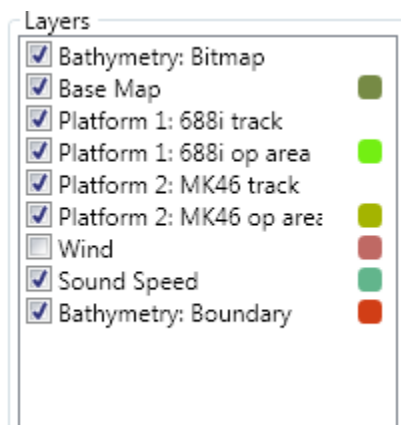 Layers
Bathymetry: Bitmap
Base Map
Platform 1: 688i track
Platform 1: 688i op area
Platform 2: MK46 track
Platform 2: MK46 op area
Wind
Sound Speed
Bathymetry: Boundary